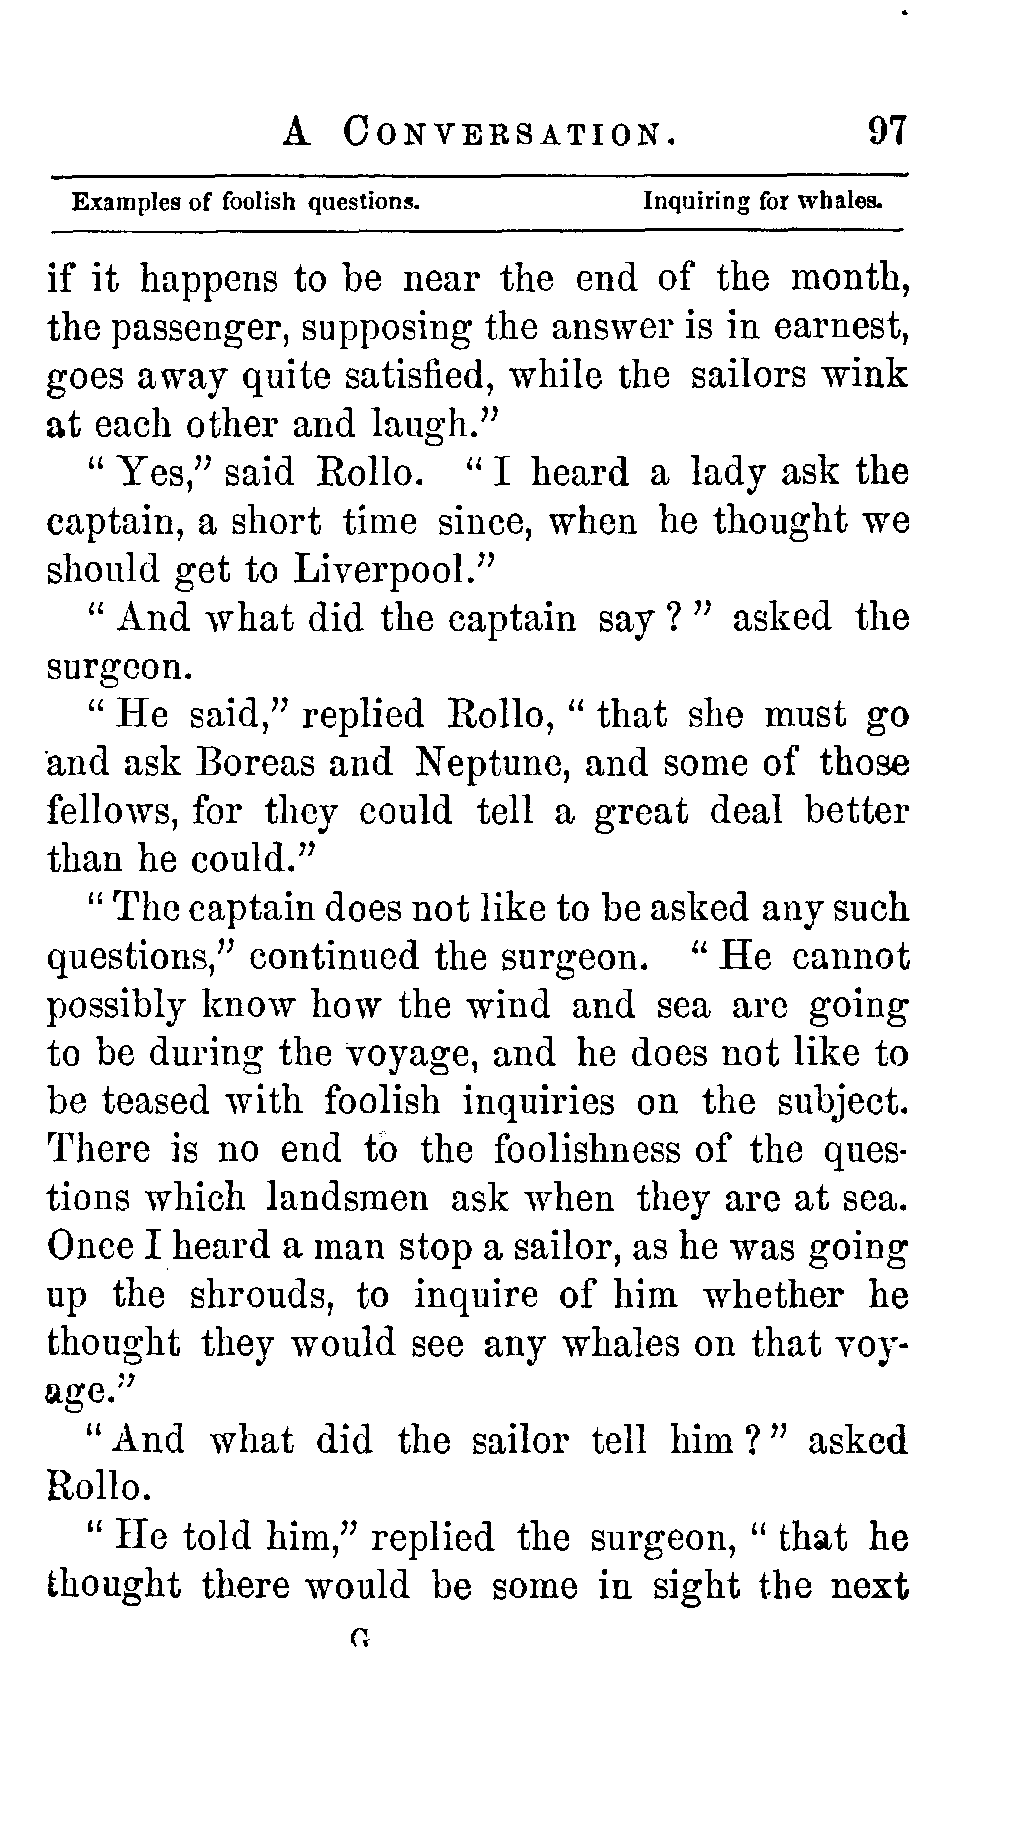 A CONVERSATION. 97
Examples of foolish questions. Inquiring for whales.
if it happens to be near the end of the month,
the passenger, supposing the answer is in earnest,
goes away quite satisfied, while the sailors wink
at each other and laugh.”
“ Yes,” said Rollo. “ I heard a lady ask the
captain, a short time since, when he thought we
should get to Liverpool.”
“ And what did the captain say ? ” asked the
surgeon.
“ He said,” replied Rollo, “ that she must go
and ask Boreas and Neptune, and some of those
fellows, for they could tell a great deal better
than he could.”
“ The captain does not like to be asked any such
questions,” continued the surgeon. “ He cannot
possibly know how the wind and sea are going
to be during the voyage, and he does not like to
be teased with foolish inquiries on the subject.
There is no end to the foolishness of the ques-
tions which landsmen ask when they are at sea.
Once I heard a man stop a sailor, as he was going
up the shrouds, to inquire of him whether he
thought they would see any whales on that voy-
age.”
“ And what did the sailor tell him ? ” asked
Rollo.
“ He told him,” replied the surgeon, “ that he
thought there would be some in sight the next
G